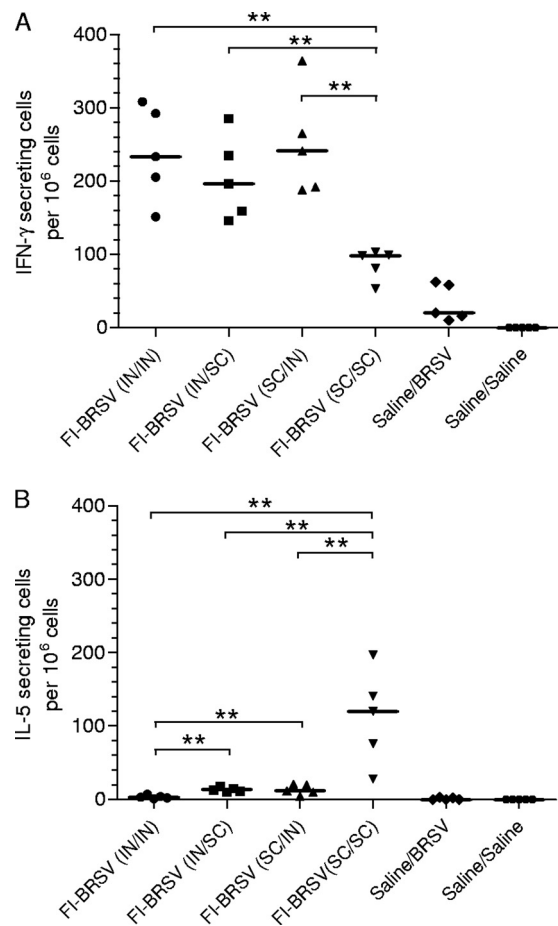 A
**
**
**
400
300
200
100
0
IFN-γ secreting cells
per 10⁶ cells
FI-BRSV (IN/IN)
FI-BRSV (IN/SC)
FI-BRSV (SC/IN)
FI-BRSV (SC/SC)
Saline/BRSV
Saline/Saline
B
**
**
**
**
**
400
300
200
100
0
IL-5 secreting cells
per 10⁶ cells
FI-BRSV (IN/IN)
FI-BRSV (IN/SC)
FI-BRSV (SC/IN)
FI-BRSV(SC/SC)
Saline/BRSV
Saline/Saline